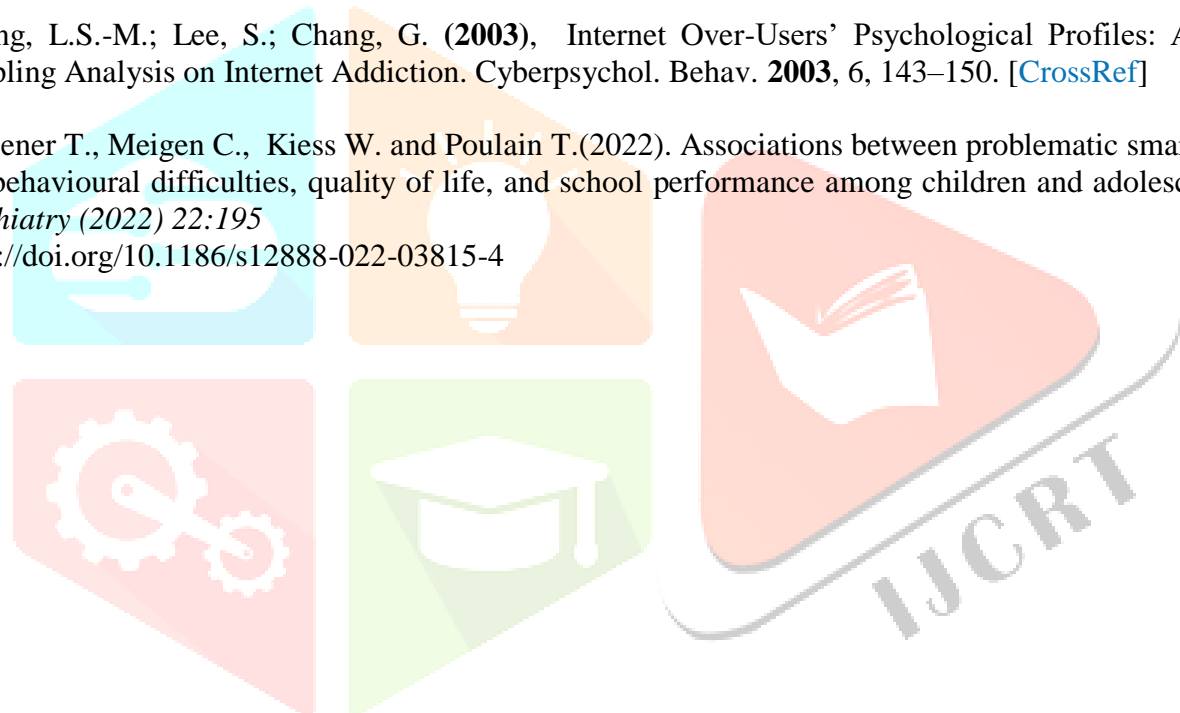 ng, L.S.-M.; Lee, S.; Chang, G. (2003), Internet Over-Users’ Psychological Profiles: A
pling Analysis on Internet Addiction. Cyberpsychol. Behav. 2003, 6, 143–150. [CrossRef]
ener T., Meigen C., Kiess W. and Poulain T.(2022). Associations between problematic smar
behavioural difficulties, quality of life, and school performance among children and adolesc
hiatry (2022) 22:195
://doi.org/10.1186/s12888-022-03815-4
IJCRT